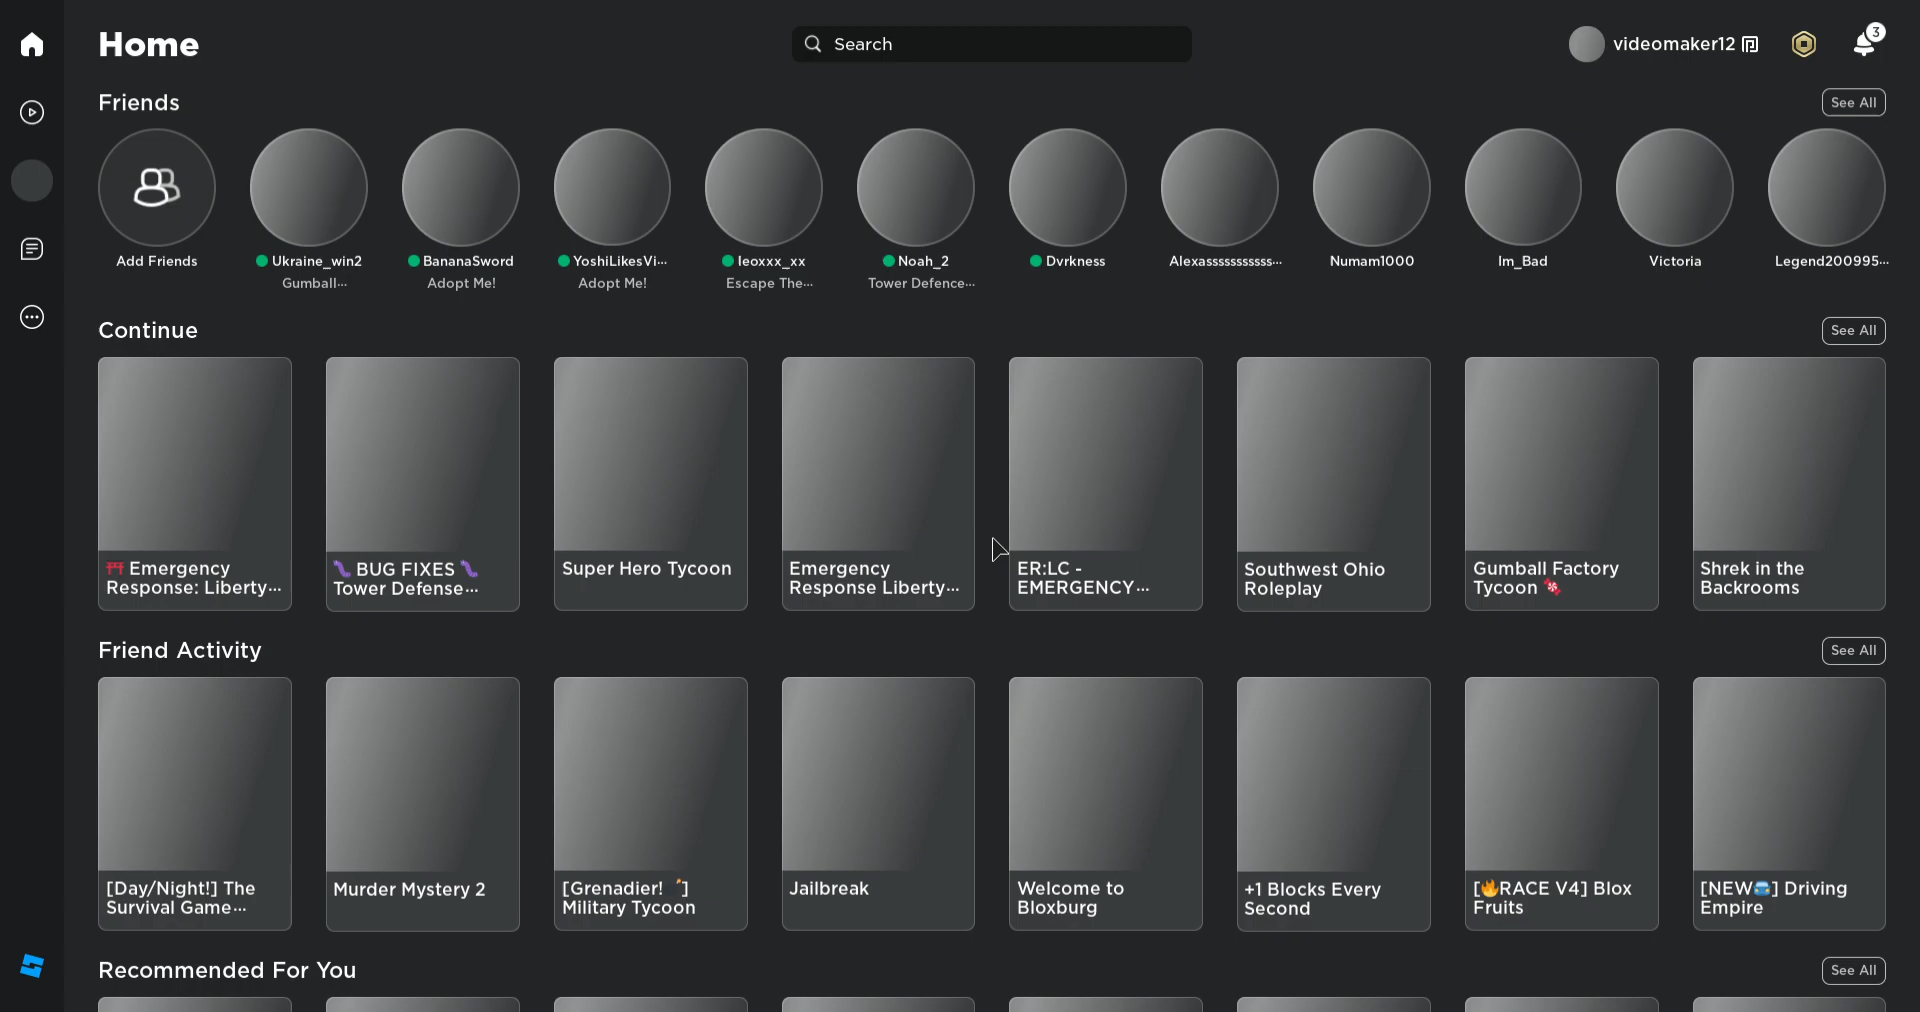 Home
Search
videomaker12
3
Friends
See All
Add Friends
Ukraine_win2
BananaSword
YoshiLikesVi...
leoxxx_xx
Noah_2
Dvrkness
Alexasssssssssss...
Numam1000
Im_Bad
Victoria
Legend200995...
Gumball...
Adopt Me!
Adopt Me!
Escape The...
Tower Defence...
Continue
See All
⛩️ Emergency
Response: Liberty...
🐛 BUG FIXES 🐛
Tower Defense...
Super Hero Tycoon
Emergency
Response Liberty...
ER:LC -
EMERGENCY...
Southwest Ohio
Roleplay
Gumball Factory
Tycoon 🍬
Shrek in the
Backrooms
Friend Activity
See All
[Day/Night!] The
Survival Game...
Murder Mystery 2
[Grenadier! ]
Military Tycoon
Jailbreak
Welcome to
Bloxburg
+1 Blocks Every
Second
[🔥RACE V4] Blox
Fruits
[NEW🚘] Driving
Empire
Recommended For You
See All